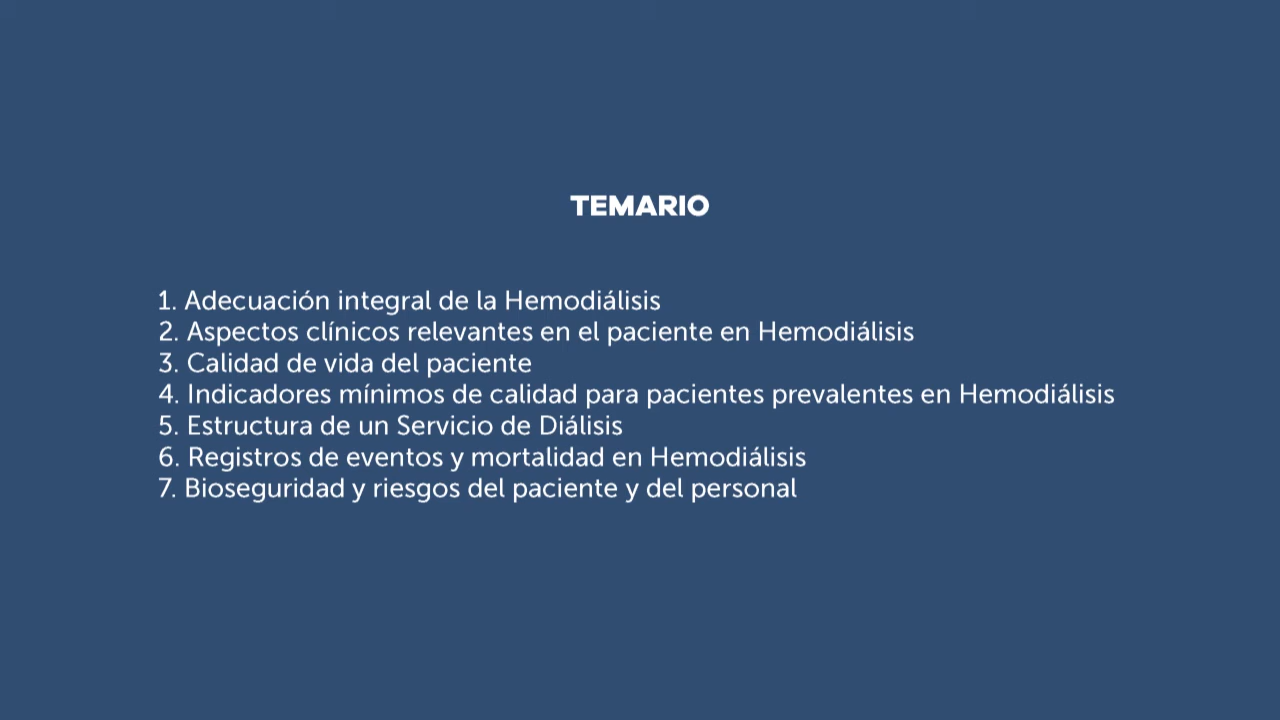 TEMARIO
1. Adecuación integral de la Hemodiálisis
2. Aspectos clínicos relevantes en el paciente en Hemodiálisis
3. Calidad de vida del paciente
4. Indicadores mínimos de calidad para pacientes prevalentes en Hemodiálisis
5. Estructura de un Servicio de Diálisis
6. Registros de eventos y mortalidad en Hemodiálisis
7. Bioseguridad y riesgos del paciente y del personal